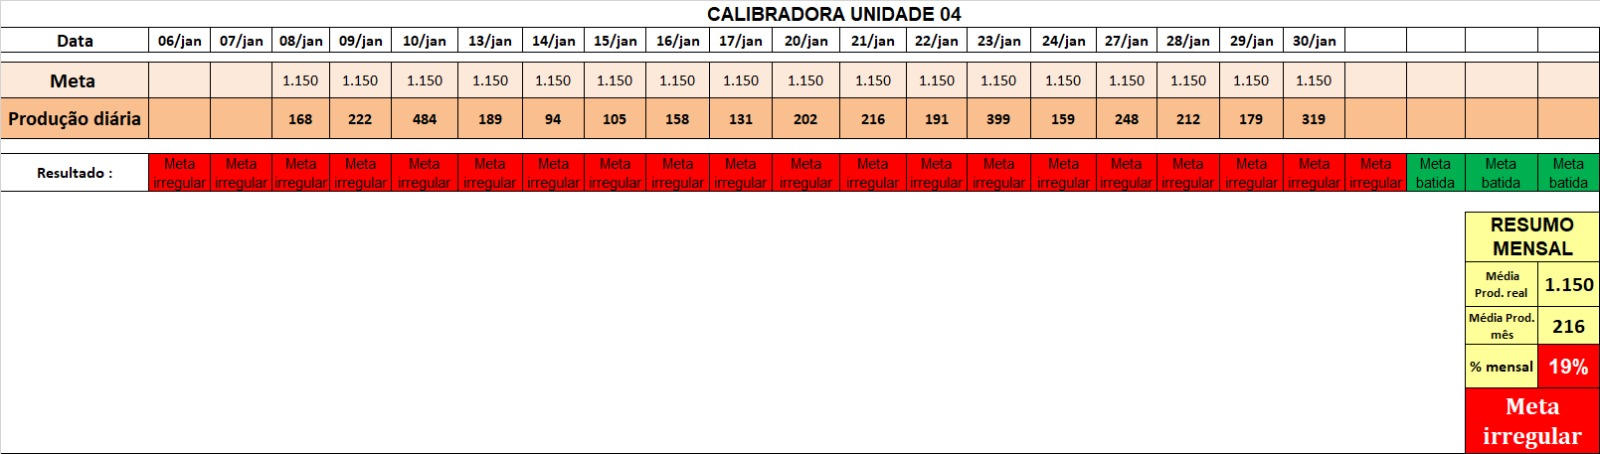 CALIBRADORA UNIDADE 04
Data 06/jan 07/jan 08/jan 09/jan 10/jan 13/jan 14/jan 15/jan 16/jan 17/jan 20/jan 21/jan 22/jan 23/jan 24/jan 27/jan 28/jan 29/jan 30/jan
Meta 1.150 1.150 1.150 1.150 1.150 1.150 1.150 1.150 1.150 1.150 1.150 1.150 1.150 1.150 1.150 1.150 1.150
Produção diária 168 222 484 189 94 105 158 131 202 216 191 399 159 248 212 179 319
Resultado : Meta irregular Meta irregular Meta irregular Meta irregular Meta irregular Meta irregular Meta irregular Meta irregular Meta irregular Meta irregular Meta irregular Meta irregular Meta irregular Meta irregular Meta irregular Meta irregular Meta irregular Meta irregular Meta irregular Meta irregular Meta batida Meta batida Meta batida
RESUMO
MENSAL
Média
Prod. real 1.150
Média Prod.
mês 216
% mensal 19%
Meta
irregular